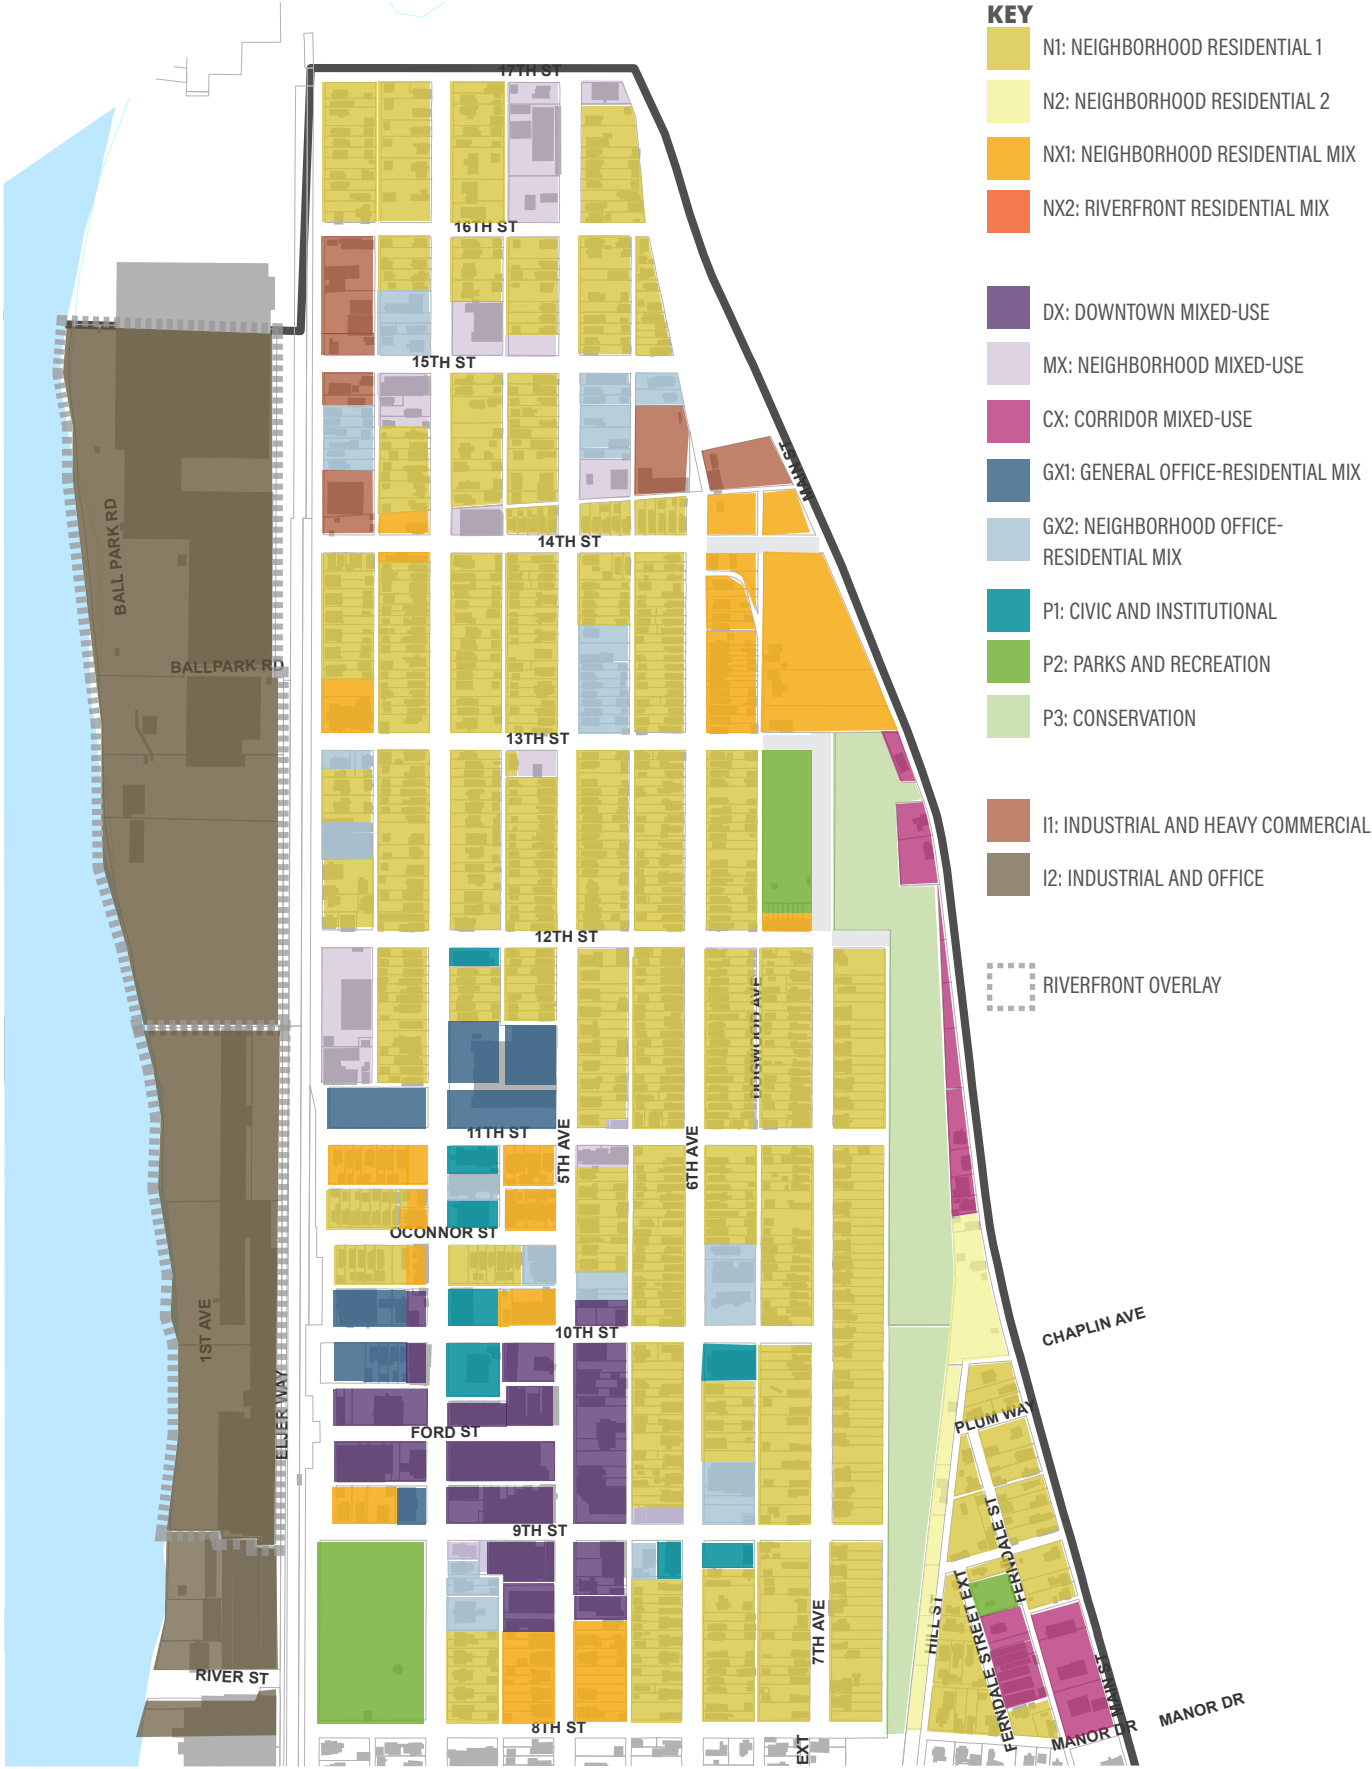 KEY
N1: NEIGHBORHOOD RESIDENTIAL 1
N2: NEIGHBORHOOD RESIDENTIAL 2
NX1: NEIGHBORHOOD RESIDENTIAL MIX
NX2: RIVERFRONT RESIDENTIAL MIX
DX: DOWNTOWN MIXED-USE
MX: NEIGHBORHOOD MIXED-USE
CX: CORRIDOR MIXED-USE
GX1: GENERAL OFFICE-RESIDENTIAL MIX
GX2: NEIGHBORHOOD OFFICE-
RESIDENTIAL MIX
P1: CIVIC AND INSTITUTIONAL
P2: PARKS AND RECREATION
P3: CONSERVATION
I1: INDUSTRIAL AND HEAVY COMMERCIAL
I2: INDUSTRIAL AND OFFICE
RIVERFRONT OVERLAY
17TH ST
16TH ST
15TH ST
MAIN ST
14TH ST
BALL PARK RD
BALLPARK RD
13TH ST
12TH ST
DOGWOOD AVE
11TH ST
5TH AVE
6TH AVE
OCONNOR ST
1ST AVE
10TH ST
CHAPLIN AVE
ELJER WAY
FORD ST
PLUM WAY
9TH ST
FERNDALE ST
FERNDALE STREET EXT
HILL ST
7TH AVE
RIVER ST
MAIN ST
8TH ST
MANOR DR
MANOR DR
EXT